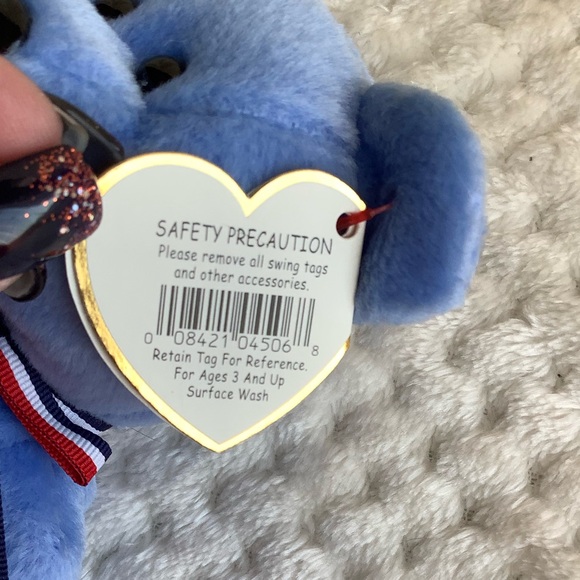 SAFETY PRECAUTION
Please remove all swing tags
and other accessories.
0 08421 04506 8
Retain Tag For Reference.
For Ages 3 And Up
Surface Wash